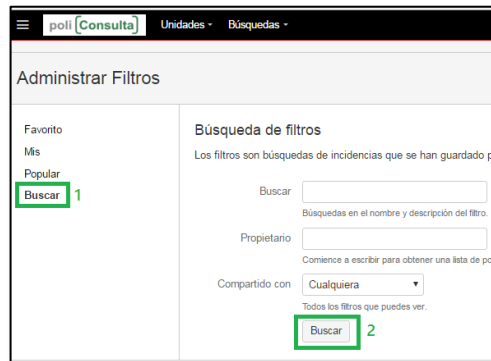 poli[Consulta] Unidades Búsquedas
Administrar Filtros
Favorito
Mis
Popular
Buscar 1
Búsqueda de filtros
Los filtros son búsquedas de incidencias que se han guardado
Buscar
Búsquedas en el nombre y descripción del filtro.
Propietario
Comience a escribir para obtener una lista de
Compartido con Cualquiera
Todos los filtros que puedes ver.
Buscar 2